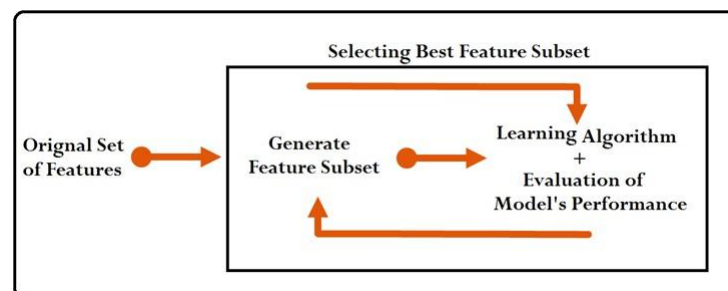 Selecting Best Feature Subset
Orignal Set
of Features
Generate
Feature Subset
Learning Algorithm
+
Evaluation of
Model's Performance